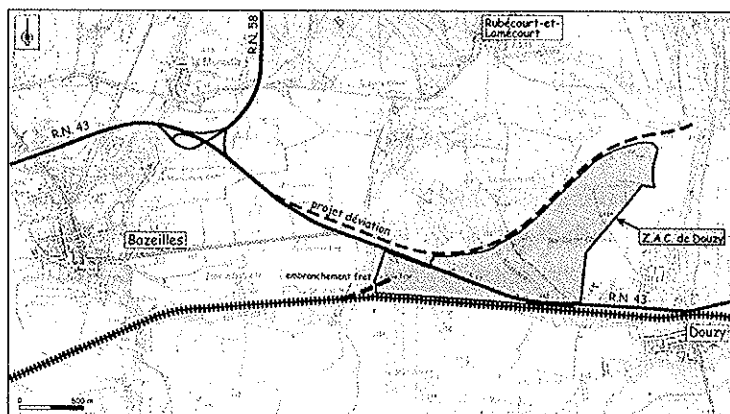 R.N. 58
Rubécourt-et-
Lamécourt
R.N. 43
projet déviation
Bazeilles
Z.A.C. de Douzy
embranchement fret
R.N. 43
Douzy
0
500 m